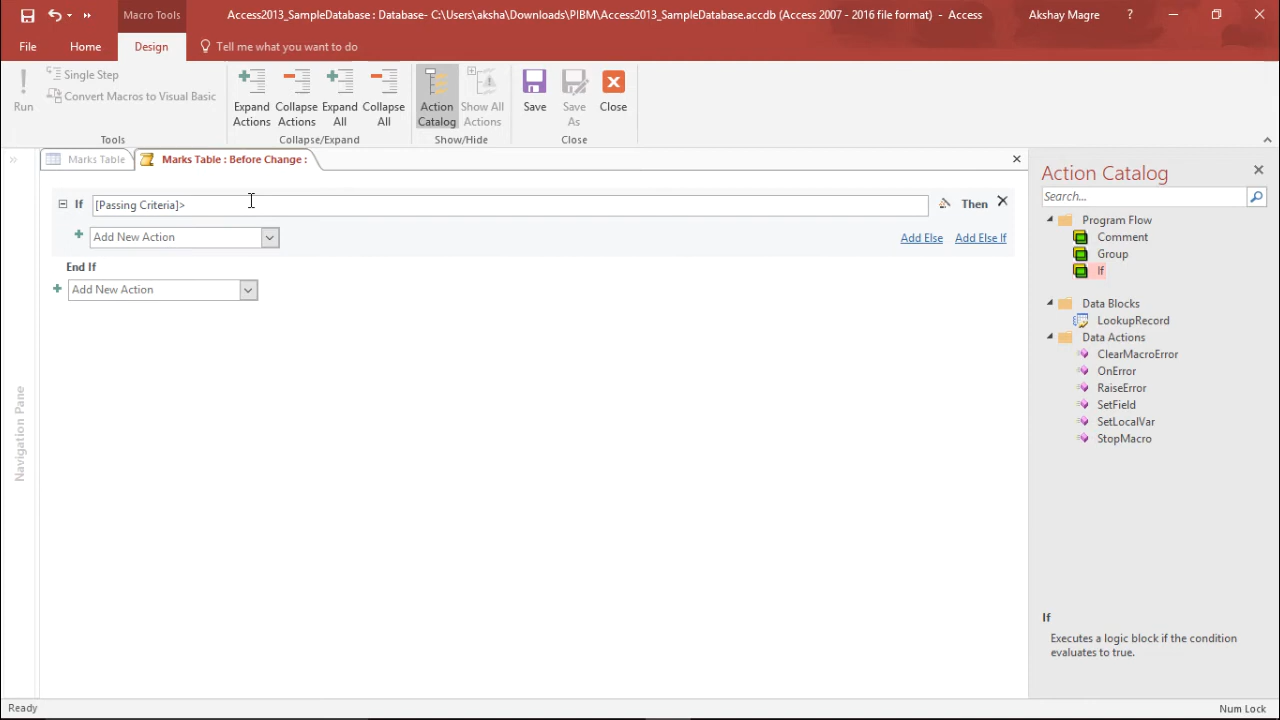 Macro Tools
Access2013_SampleDatabase : Database- C:\Users\aksha\Downloads\PIBM\Access2013_SampleDatabase.accdb (Access 2007 - 2016 file format) - Access
Akshay Magre
?
File
Home
Design
Tell me what you want to do
Run
Single Step
Convert Macros to Visual Basic
Expand Actions
Collapse Actions
Expand All
Collapse All
Action Catalog
Show All Actions
Save
Save As
Close
Tools
Collapse/Expand
Show/Hide
Close
Marks Table
Marks Table : Before Change :
If
[Passing Criteria]>
Then
Add New Action
Add Else
Add Else If
End If
Add New Action
Navigation Pane
Action Catalog
Search...
Program Flow
Comment
Group
If
Data Blocks
LookupRecord
Data Actions
ClearMacroError
OnError
RaiseError
SetField
SetLocalVar
StopMacro
If
Executes a logic block if the condition
evaluates to true.
Ready
Num Lock